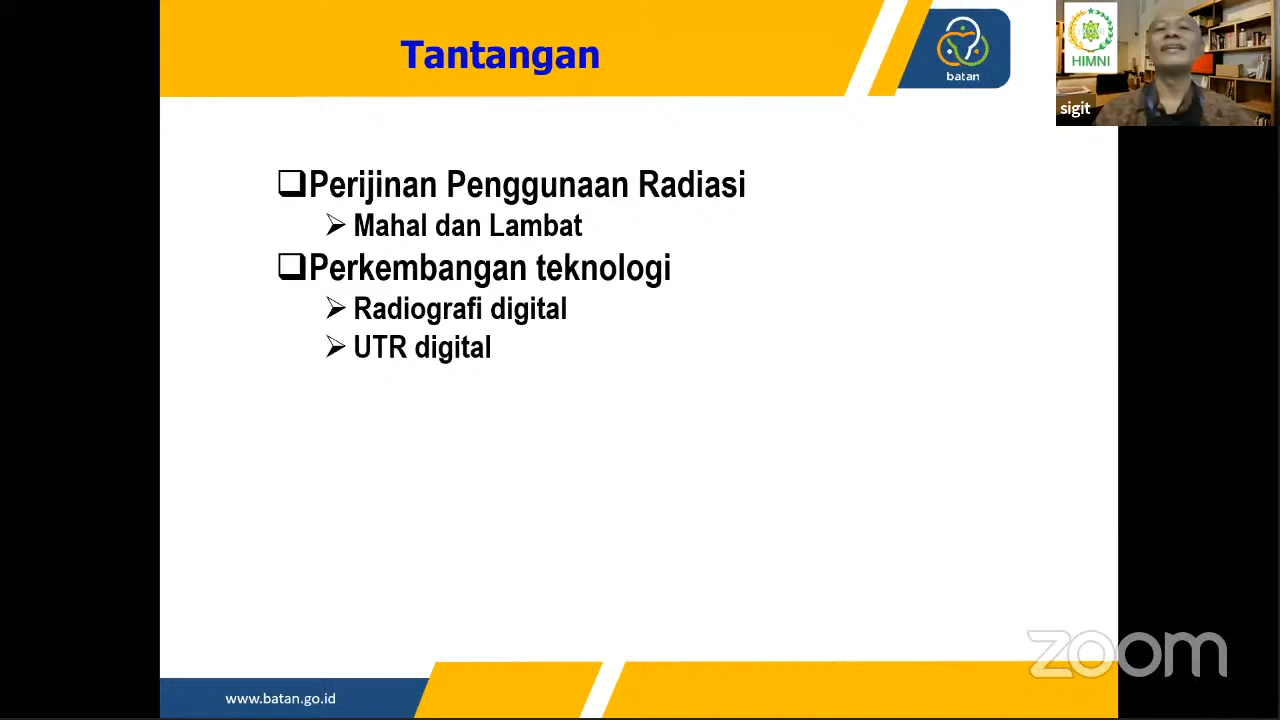 Tantangan
batan
HIMNI
sigit
Perijinan Penggunaan Radiasi
Mahal dan Lambat
Perkembangan teknologi
Radiografi digital
UTR digital
zoom
www.batan.go.id